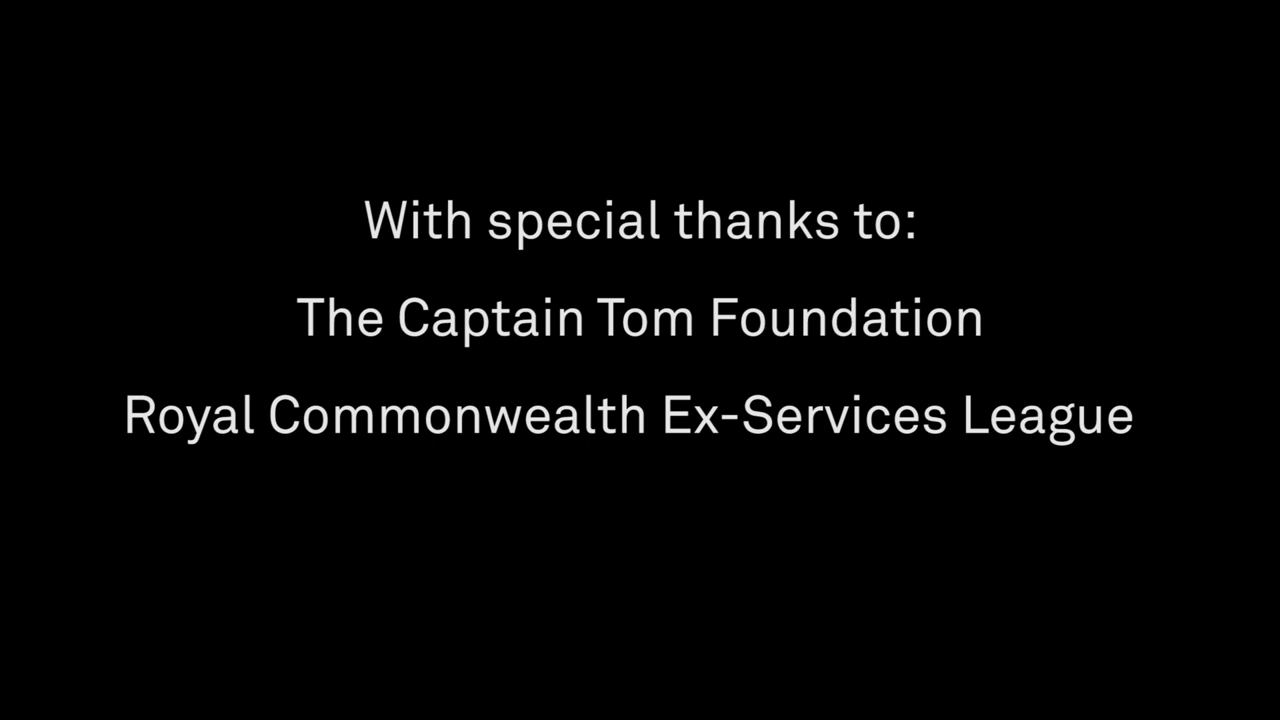 With special thanks to:
The Captain Tom Foundation
Royal Commonwealth Ex-Services League